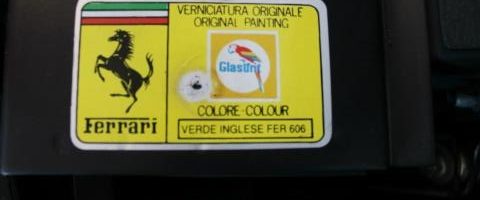 VERNICIATURA ORIGINALE
ORIGINAL PAINTING
Glasurit
COLORE-COLOUR
Ferrari
VERDE INGLESE FER 606